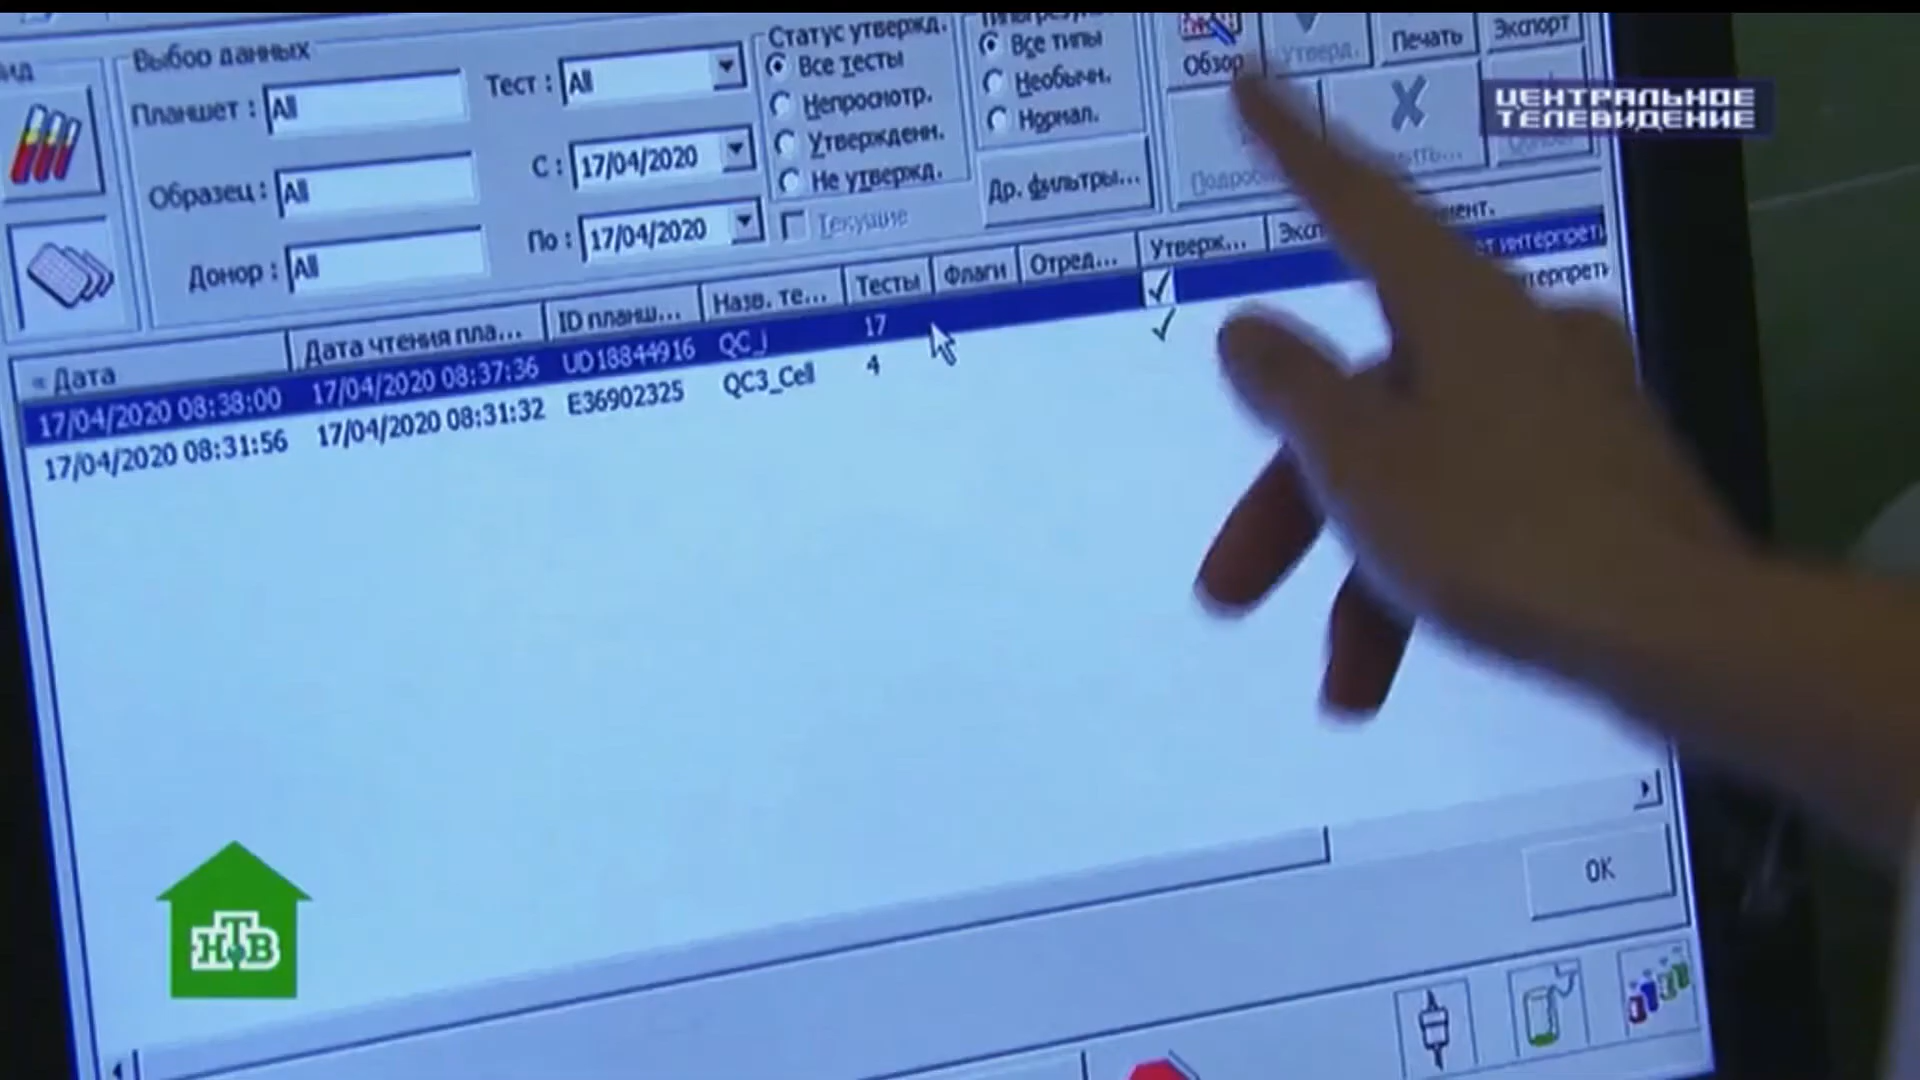 Выбор данных
Планшет : All
Образец : All
Донор : All
Тест : All
С : 17/04/2020
По : 17/04/2020
Статус утвержд.
Все тесты
Непросмотр.
Утвержденн.
Не утвержд.
Текущие
Все типы
Необычн.
Нормал.
Др. фильтры...
Обзор
Утверд.
Печать
Экспорт
ЦЕНТРАЛЬНОЕ
ТЕЛЕВИДЕНИЕ
« Дата Дата чтения пла... ID планш... Назв. те... Тесты Флаги Отред... Утверж...
17/04/2020 08:38:00 17/04/2020 08:37:36 UD18844916 QC_J 17
17/04/2020 08:31:56 17/04/2020 08:31:32 E36902325 QC3_Cell 4
OK
НТВ